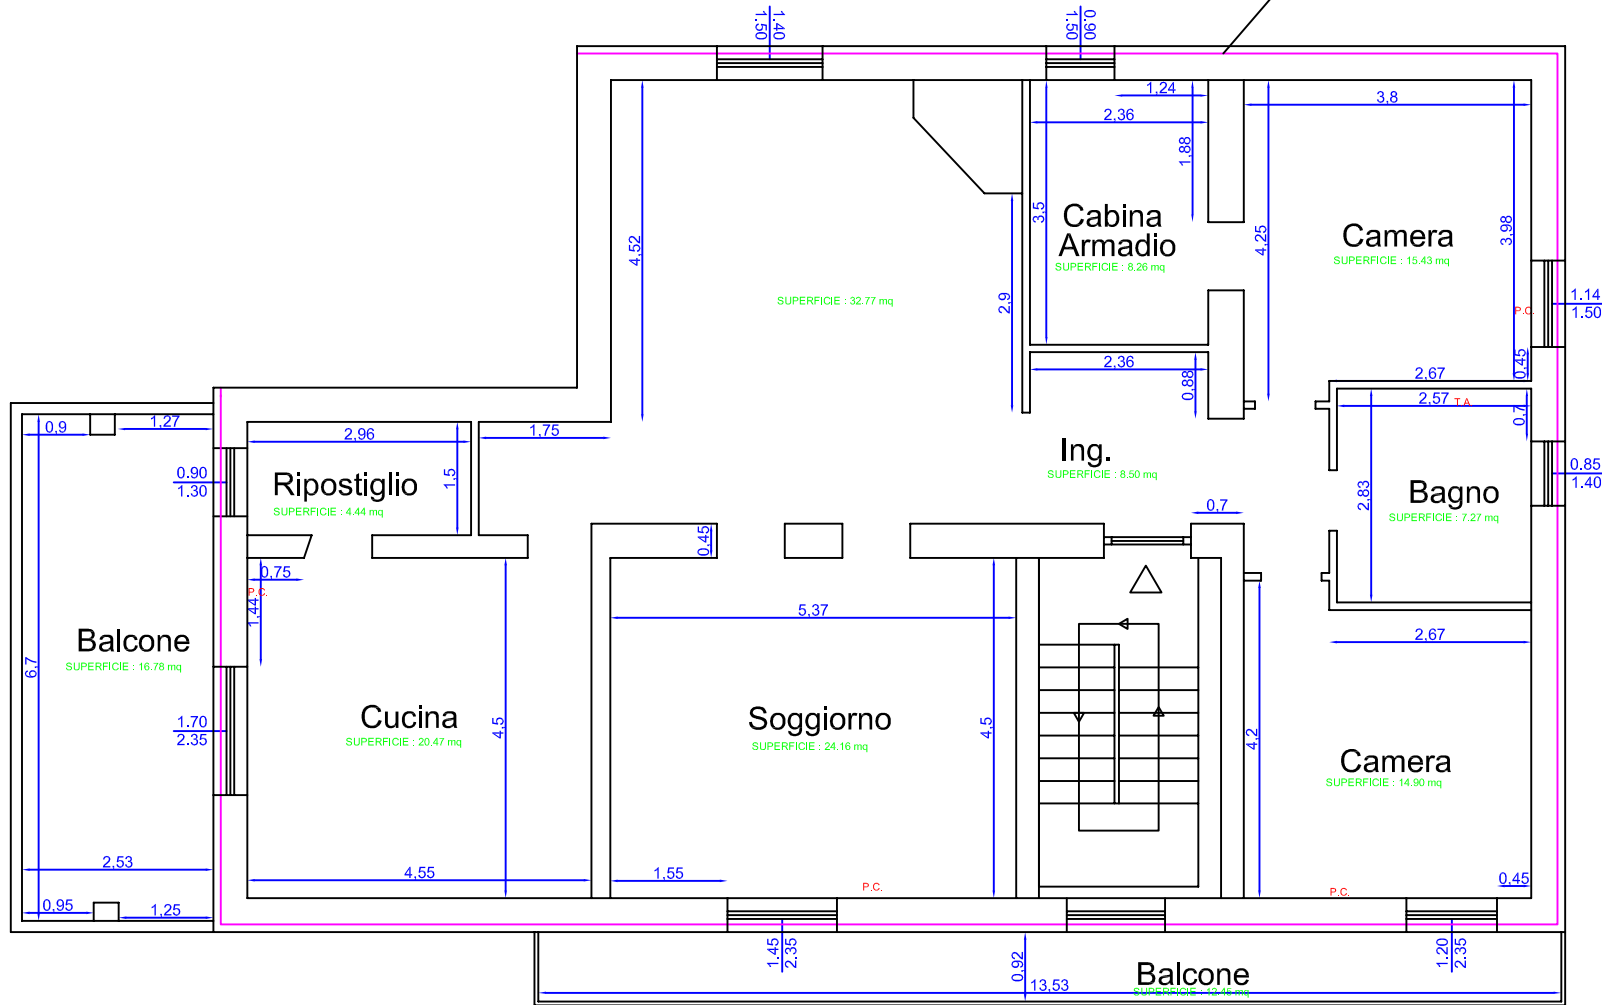 1.40
1.50
0.90
1.50
1,24
3,8
2,36
1,88
4,52
3,5
4,25
3,98
Cabina
Armadio
SUPERFICIE : 8,26 mq
Camera
SUPERFICIE : 15.43 mq
SUPERFICIE : 32.77 mq
2,9
1.14
1.50
P.C.
0,45
2,36
0,88
2,67
2,57
T.A.
0,7
0,9
1,27
2,96
1,75
Ing.
SUPERFICIE : 8.50 mq
0.90
1.30
Ripostiglio
SUPERFICIE : 4.44 mq
1,5
2,83
Bagno
SUPERFICIE : 7.27 mq
0.85
1.40
0,7
0,45
0,75
P.C.
1,44
5,37
Balcone
SUPERFICIE : 16.78 mq
6,7
2,67
1.70
2.35
Cucina
SUPERFICIE : 20.47 mq
4,5
Soggiorno
SUPERFICIE : 24.16 mq
4,5
4,2
Camera
SUPERFICIE : 14.90 mq
2,53
4,55
1,55
P.C.
P.C.
0,45
0,95
1,25
1.45
2.35
0,92
1.20
2.35
Balcone
13,53
SUPERFICIE : 12.45 mq